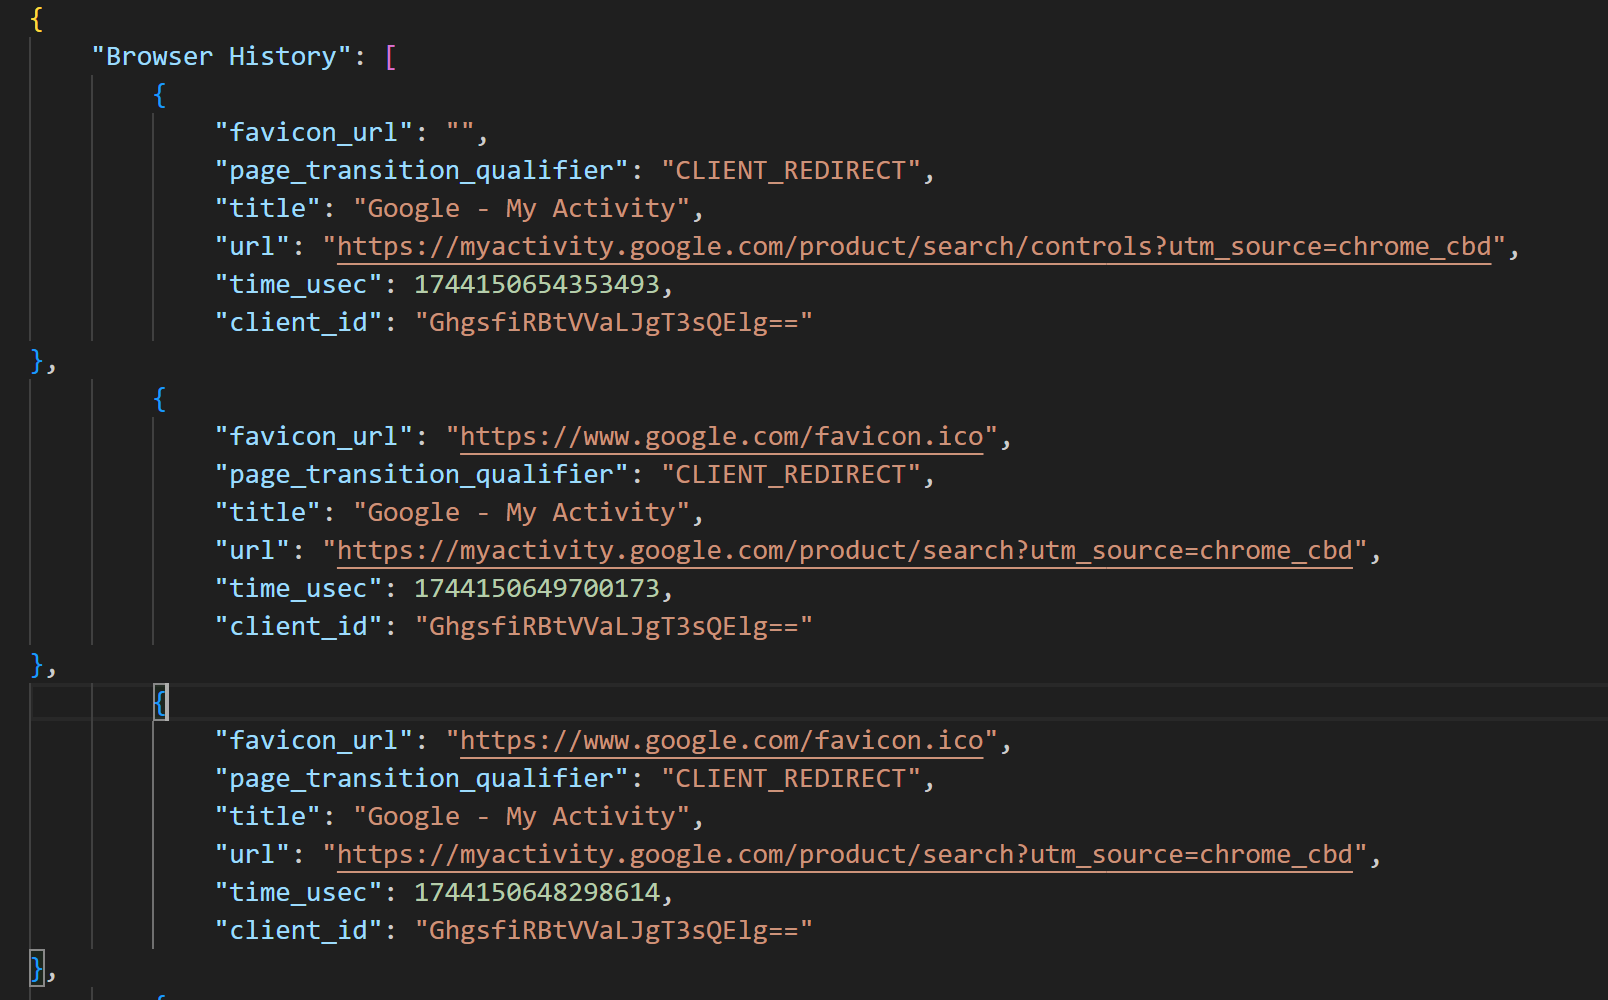 {
"Browser History": [
{
"favicon_url": "",
"page_transition_qualifier": "CLIENT_REDIRECT",
"title": "Google - My Activity",
"url": "https://myactivity.google.com/product/search/controls?utm_source=chrome_cbd",
"time_usec": 1744150654353493,
"client_id": "GhgsfiRBtVVaLJgT3sQElg=="
},
{
"favicon_url": "https://www.google.com/favicon.ico",
"page_transition_qualifier": "CLIENT_REDIRECT",
"title": "Google - My Activity",
"url": "https://myactivity.google.com/product/search?utm_source=chrome_cbd",
"time_usec": 1744150649700173,
"client_id": "GhgsfiRBtVVaLJgT3sQElg=="
},
{
"favicon_url": "https://www.google.com/favicon.ico",
"page_transition_qualifier": "CLIENT_REDIRECT",
"title": "Google - My Activity",
"url": "https://myactivity.google.com/product/search?utm_source=chrome_cbd",
"time_usec": 1744150648298614,
"client_id": "GhgsfiRBtVVaLJgT3sQElg=="
},
{